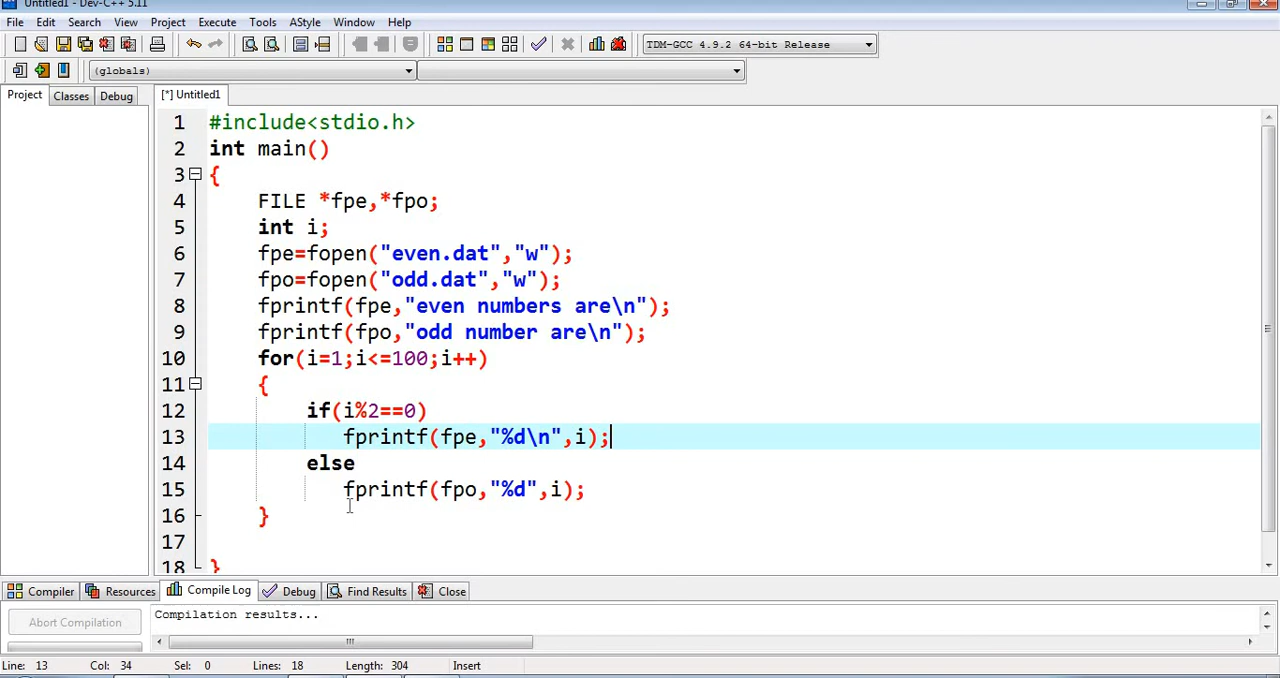 Untitled1 - Dev-C++ 5.11
File Edit Search View Project Execute Tools AStyle Window Help
TDM-GCC 4.9.2 64-bit Release
(globals)
Project Classes Debug [*] Untitled1
1 #include<stdio.h>
2 int main()
3 {
4 FILE *fpe,*fpo;
5 int i;
6 fpe=fopen("even.dat","w");
7 fpo=fopen("odd.dat","w");
8 fprintf(fpe,"even numbers are\n");
9 fprintf(fpo,"odd number are\n");
10 for(i=1;i<=100;i++)
11 {
12 if(i%2==0)
13 fprintf(fpe,"%d\n",i);
14 else
15 fprintf(fpo,"%d",i);
16 }
17
18 }
Compiler Resources Compile Log Debug Find Results Close
Compilation results...
Abort Compilation
Line: 13 Col: 34 Sel: 0 Lines: 18 Length: 304 Insert